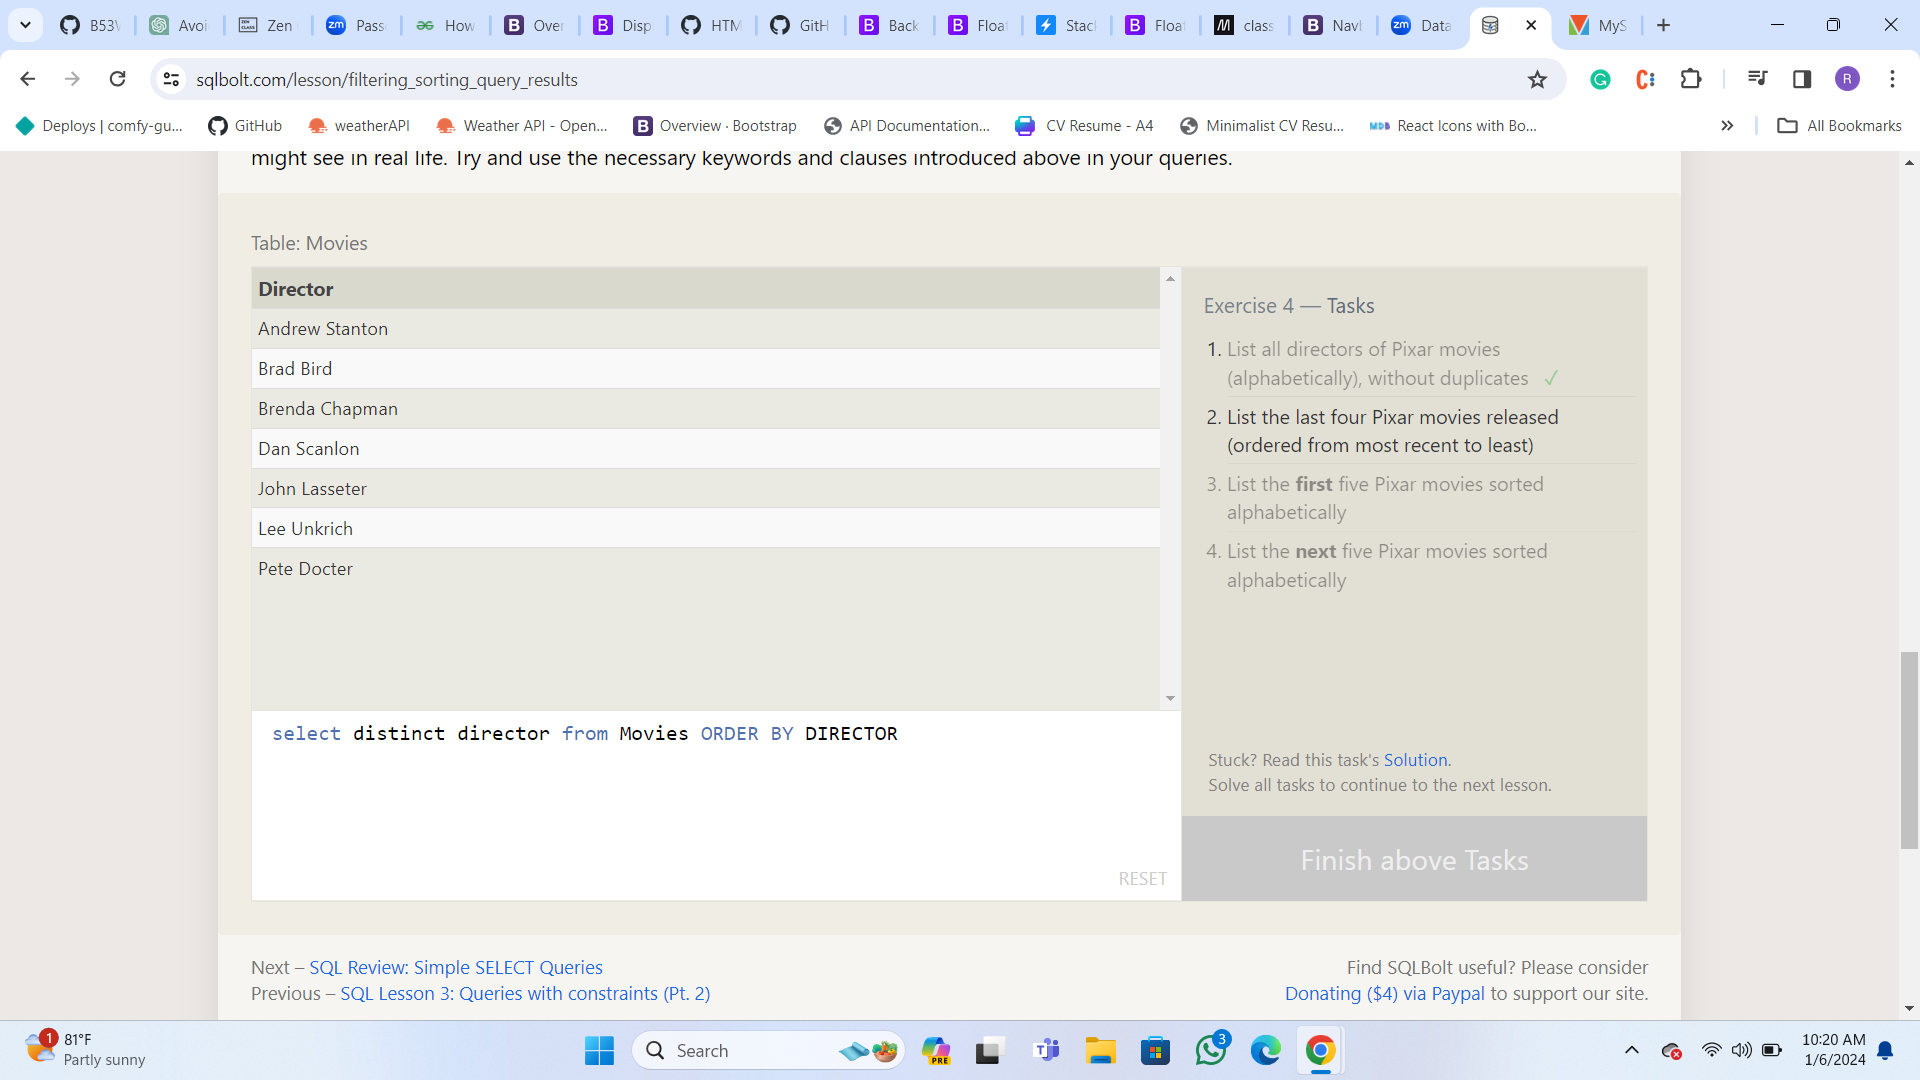 B53V
Avoi
Zen
Pass
How
Over
Disp
HTM
GitH
Back
Float
Stacl
Float
class
Navb
Data
MyS
sqlbolt.com/lesson/filtering_sorting_query_results
R
Deploys | comfy-gu...
GitHub
weatherAPI
Weather API - Open...
Overview · Bootstrap
API Documentation...
CV Resume - A4
Minimalist CV Resu...
React Icons with Bo...
All Bookmarks
might see in real life. Try and use the necessary keywords and clauses introduced above in your queries.
Table: Movies
Director
Andrew Stanton
Brad Bird
Brenda Chapman
Dan Scanlon
John Lasseter
Lee Unkrich
Pete Docter
select distinct director from Movies ORDER BY DIRECTOR
RESET
Exercise 4 — Tasks
1. List all directors of Pixar movies
(alphabetically), without duplicates ✓
2. List the last four Pixar movies released
(ordered from most recent to least)
3. List the first five Pixar movies sorted
alphabetically
4. List the next five Pixar movies sorted
alphabetically
Stuck? Read this task's Solution.
Solve all tasks to continue to the next lesson.
Finish above Tasks
Next – SQL Review: Simple SELECT Queries
Previous – SQL Lesson 3: Queries with constraints (Pt. 2)
Find SQLBolt useful? Please consider
Donating ($4) via Paypal to support our site.
1
81°F
Partly sunny
Search
PRE
3
10:20 AM
1/6/2024